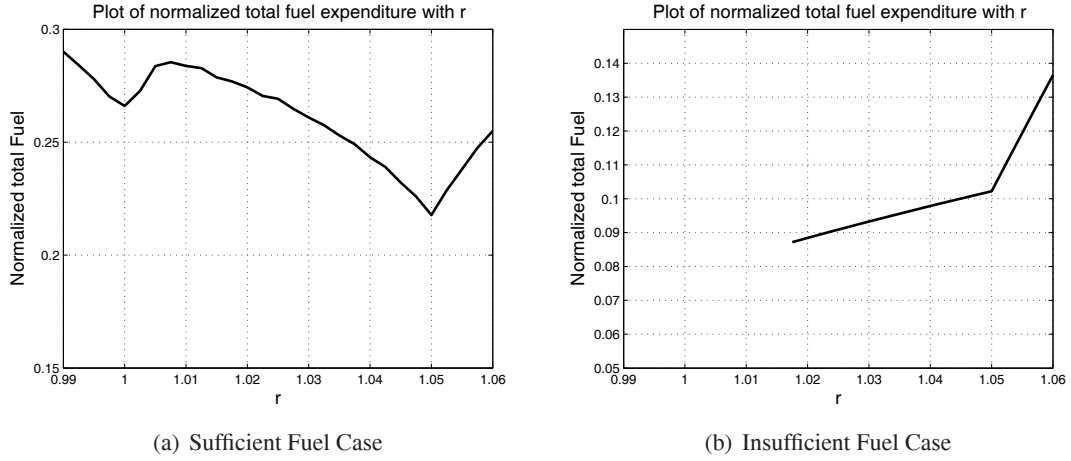 Plot of normalized total fuel expenditure with r
0.3
0.25
0.2
0.15
Normalized total Fuel
0.99 1 1.01 1.02 1.03 1.04 1.05 1.06
r
(a) Sufficient Fuel Case
Plot of normalized total fuel expenditure with r
0.14
0.13
0.12
0.11
0.1
0.09
0.08
0.07
0.06
0.05
Normalized total Fuel
0.99 1 1.01 1.02 1.03 1.04 1.05 1.06
r
(b) Insufficient Fuel Case